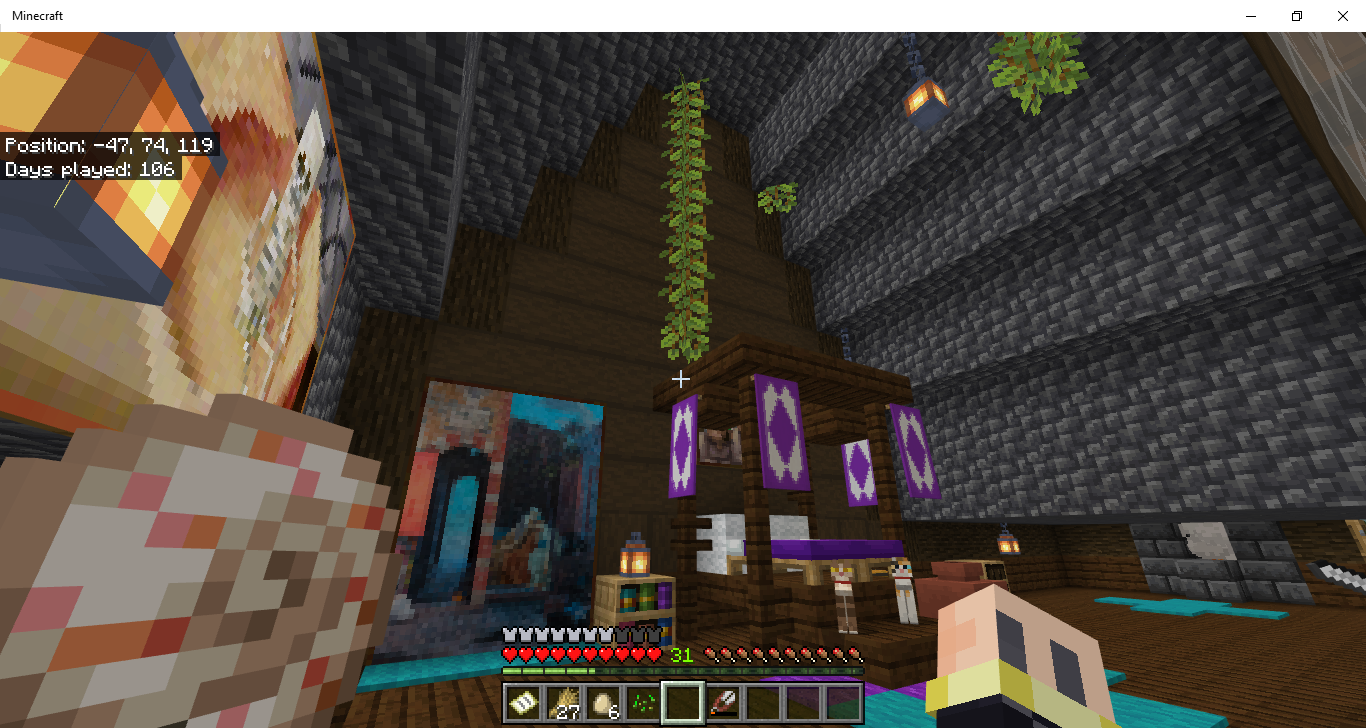 Minecraft
Position: -47, 74, 119
Days played: 106
31
27
6